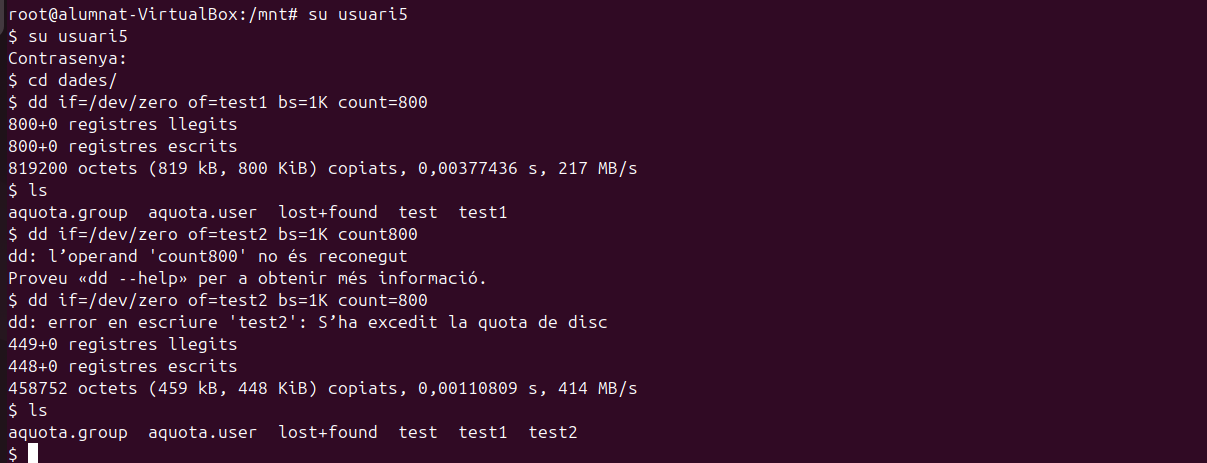 root@alumnat-VirtualBox:/mnt# su usuari5
$ su usuari5
Contrasenya:
$ cd dades/
$ dd if=/dev/zero of=test1 bs=1K count=800
800+0 registres llegits
800+0 registres escrits
819200 octets (819 kB, 800 KiB) copiats, 0,00377436 s, 217 MB/s
$ ls
aquota.group  aquota.user  lost+found  test  test1
$ dd if=/dev/zero of=test2 bs=1K count800
dd: l’operand 'count800' no és reconegut
Proveu «dd --help» per a obtenir més informació.
$ dd if=/dev/zero of=test2 bs=1K count=800
dd: error en escriure 'test2': S’ha excedit la quota de disc
449+0 registres llegits
448+0 registres escrits
458752 octets (459 kB, 448 KiB) copiats, 0,00110809 s, 414 MB/s
$ ls
aquota.group  aquota.user  lost+found  test  test1  test2
$